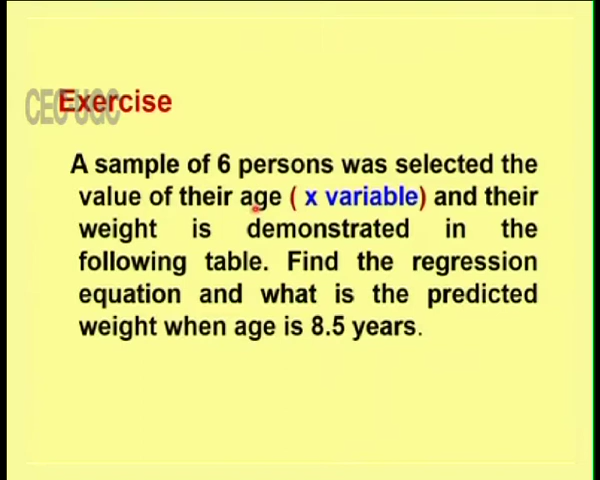 CEC UGC
Exercise
A sample of 6 persons was selected the
value of their age ( x variable) and their
weight is demonstrated in the
following table. Find the regression
equation and what is the predicted
weight when age is 8.5 years.